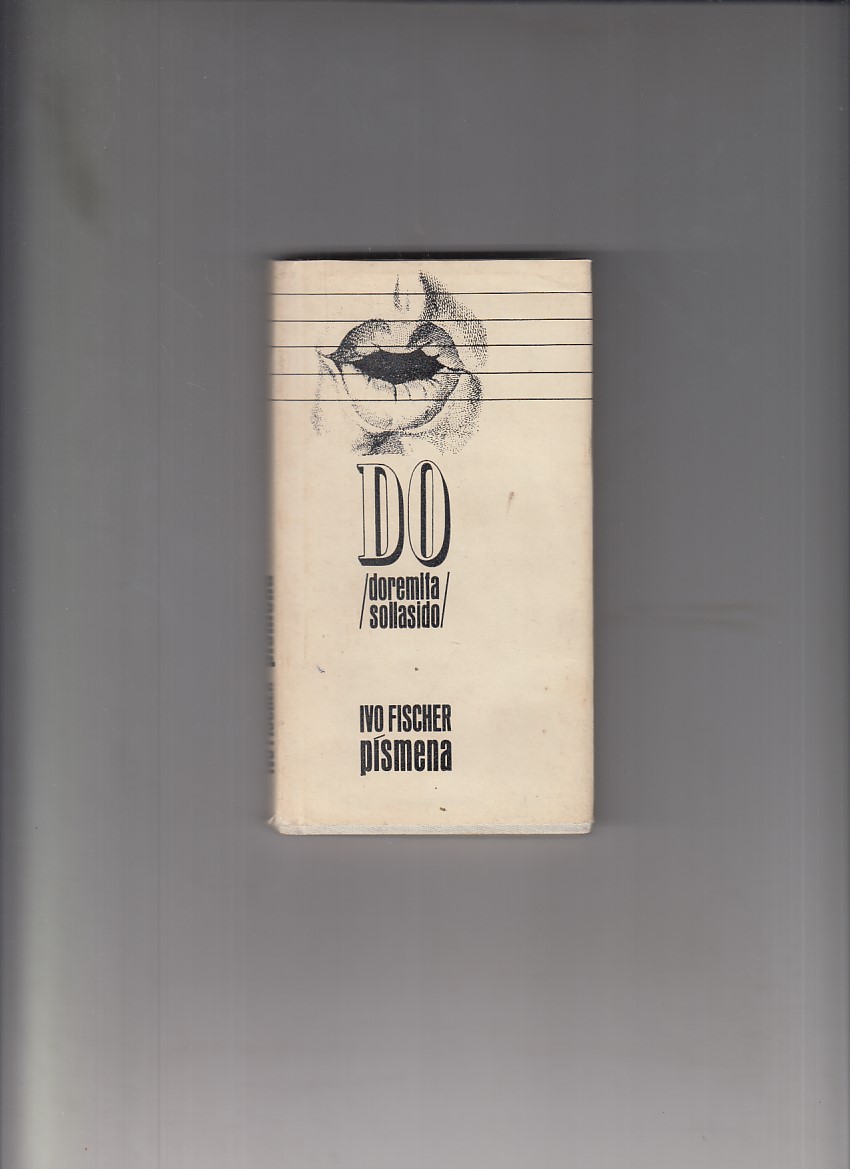 DO
/doremifa
sollasido/
IVO FISCHER
písmena